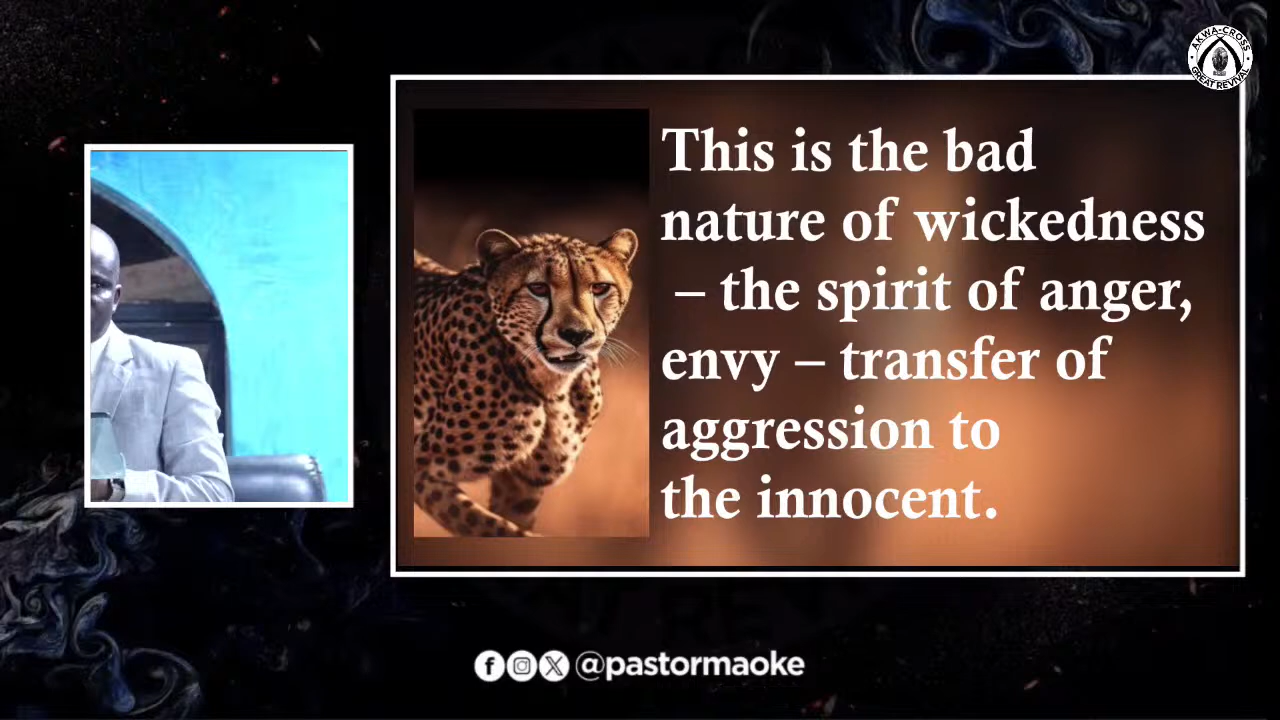 AKWA-CROSS
GREAT REVIVAL
This is the bad
nature of wickedness
– the spirit of anger,
envy – transfer of
aggression to
the innocent.
@pastormaoke